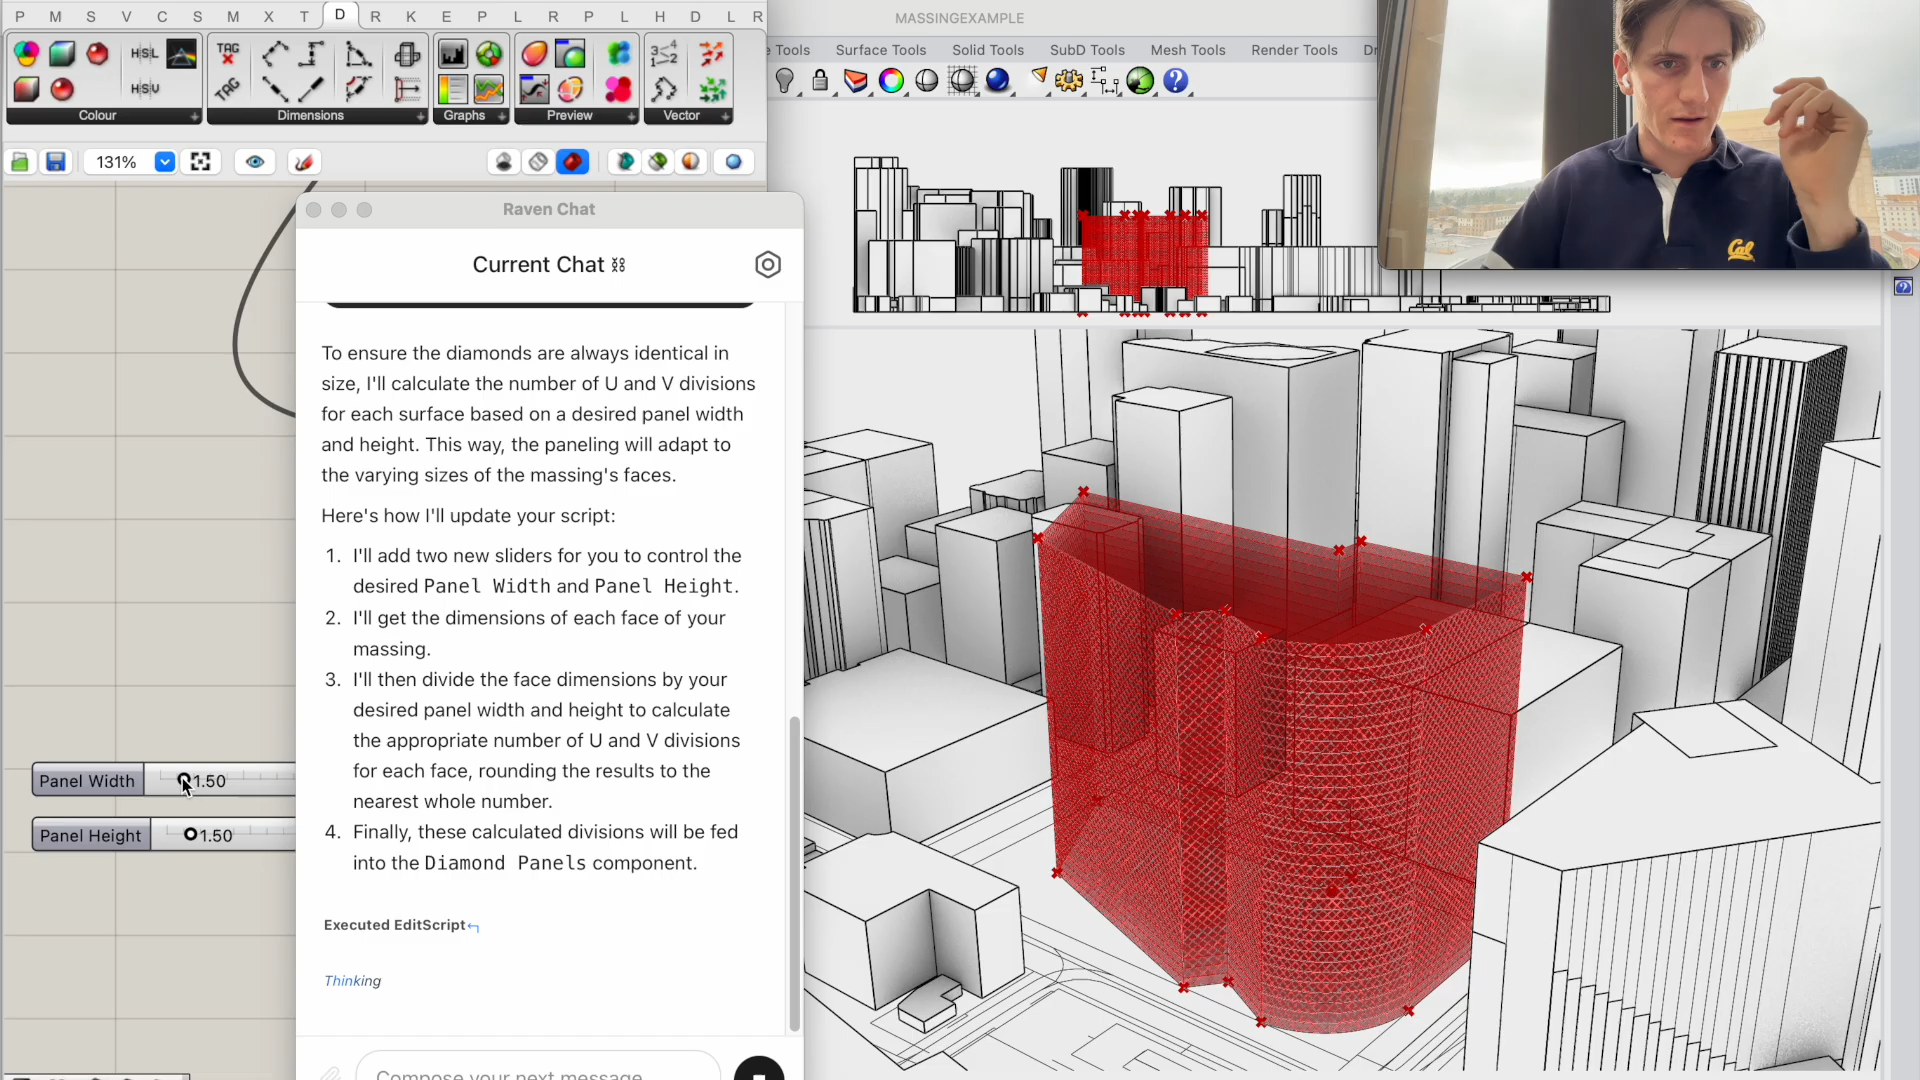 P M S V C S M X T D R K E P L R P L H D L R
MASSINGEXAMPLE
e Tools Surface Tools Solid Tools SubD Tools Mesh Tools Render Tools
HSL
HSV
TAG
TAG
Colour
Dimensions
Graphs
Preview
Vector
131%
Raven Chat
Current Chat
To ensure the diamonds are always identical in
size, I'll calculate the number of U and V divisions
for each surface based on a desired panel width
and height. This way, the paneling will adapt to
the varying sizes of the massing's faces.
Here's how I'll update your script:
1. I'll add two new sliders for you to control the
desired Panel Width and Panel Height.
2. I'll get the dimensions of each face of your
massing.
3. I'll then divide the face dimensions by your
desired panel width and height to calculate
the appropriate number of U and V divisions
for each face, rounding the results to the
nearest whole number.
4. Finally, these calculated divisions will be fed
into the Diamond Panels component.
Executed EditScript
Thinking
Compose your next message
Panel Width 1.50
Panel Height 1.50
Cal